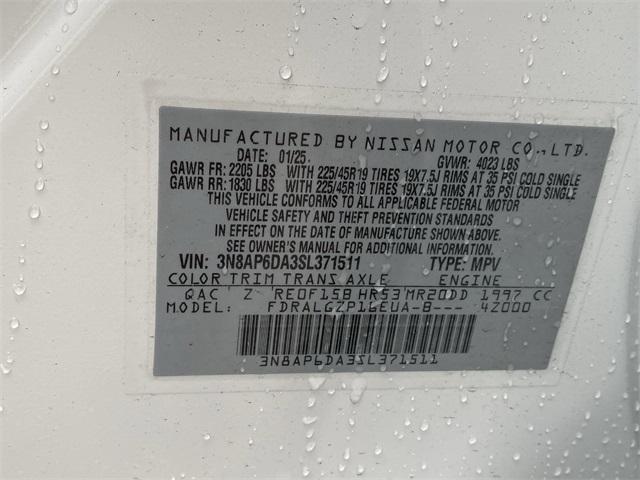 MANUFACTURED BY NISSAN MOTOR CO., LTD.
DATE: 01/25. GVWR: 4023 LBS
GAWR FR: 2205 LBS WITH 225/45R19 TIRES 19X7.5J RIMS AT 35 PSI COLD SINGLE
GAWR RR: 1830 LBS WITH 225/45R19 TIRES 19X7.5J RIMS AT 35 PSI COLD SINGLE
THIS VEHICLE CONFORMS TO ALL APPLICABLE FEDERAL MOTOR
VEHICLE SAFETY AND THEFT PREVENTION STANDARDS
IN EFFECT ON THE DATE OF MANUFACTURE SHOWN ABOVE.
SEE OWNER'S MANUAL FOR ADDITIONAL INFORMATION.
VIN: 3N8AP6DA3SL371511 TYPE: MPV
COLOR TRIM TRANS AXLE ENGINE
QAC Z RE0F15B HR53 MR20DD 1997 CC
MODEL: FDRALGZP16EUA-B--- 4Z000
3N8AP6DA3SL371511